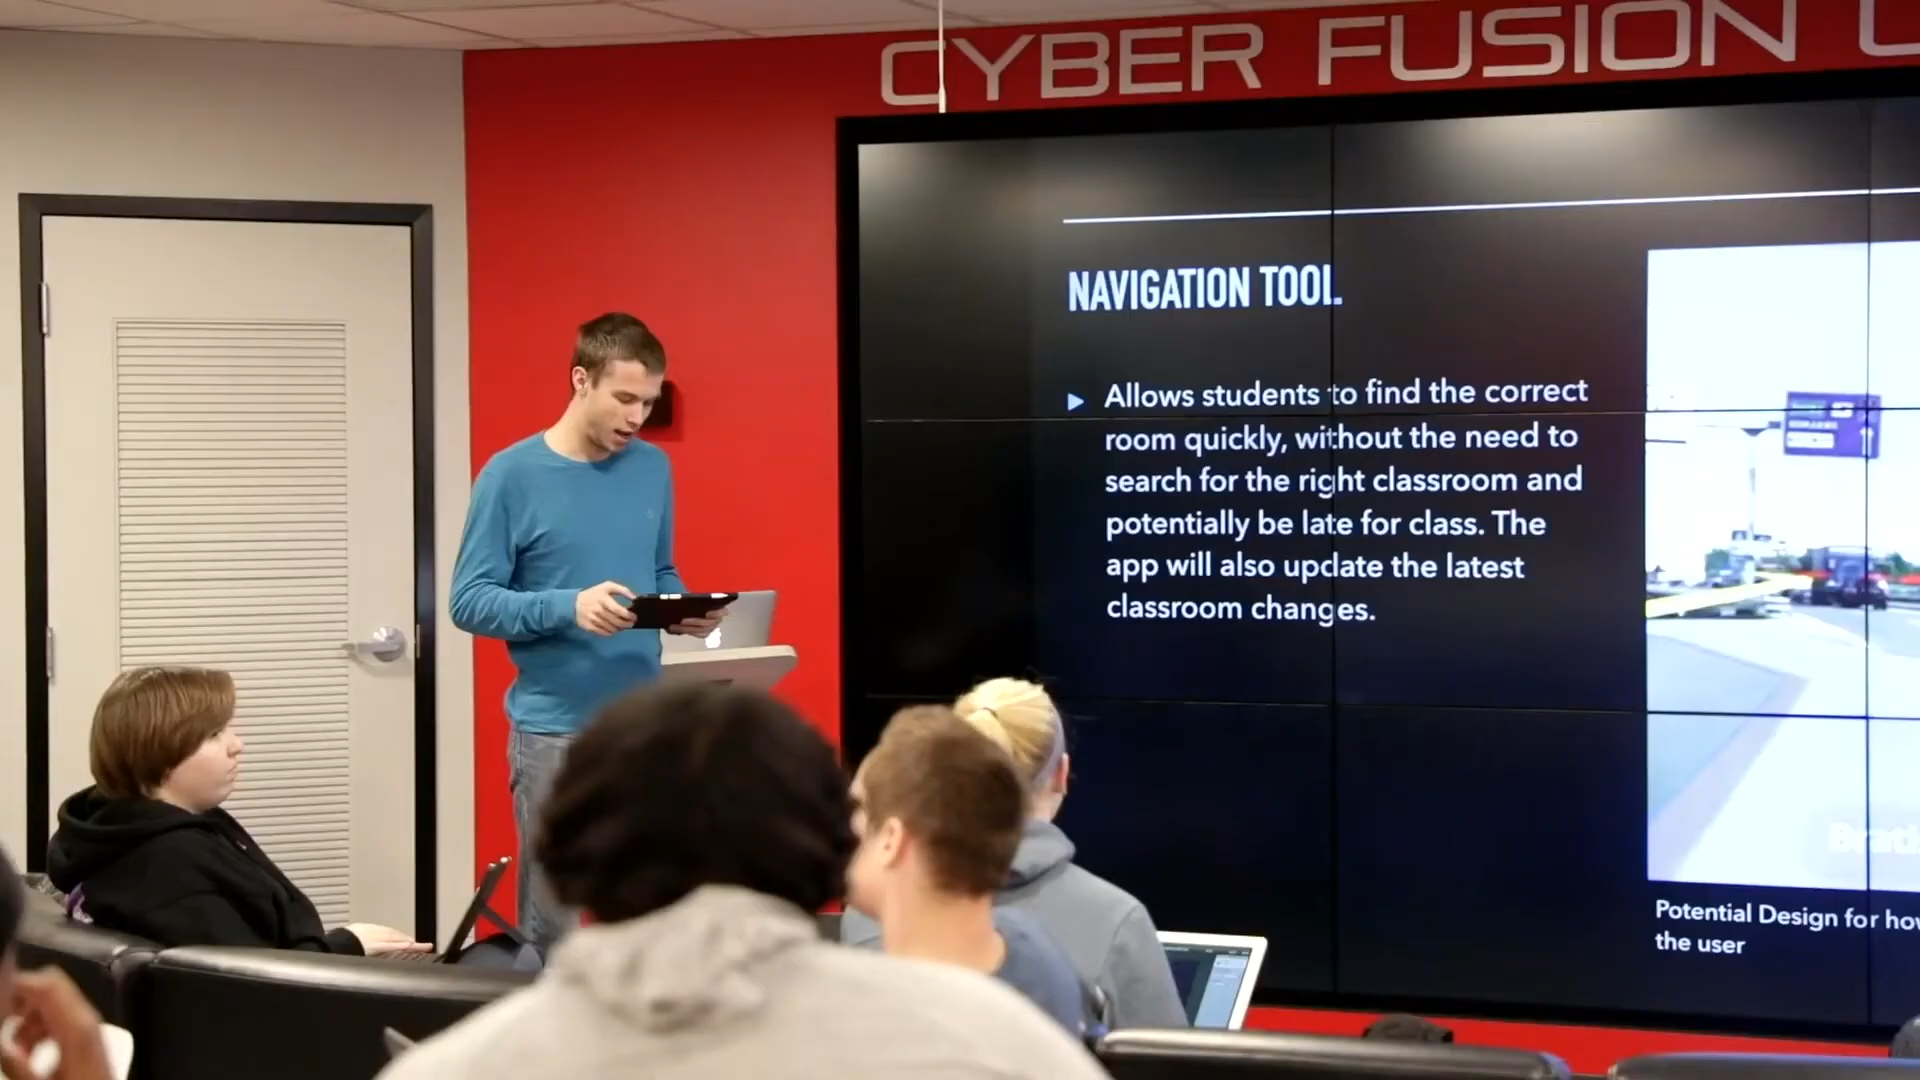 CYBER FUSION
NAVIGATION TOOL
Allows students to find the correct
room quickly, without the need to
search for the right classroom and
potentially be late for class. The
app will also update the latest
classroom changes.
Potential Design for how
the user